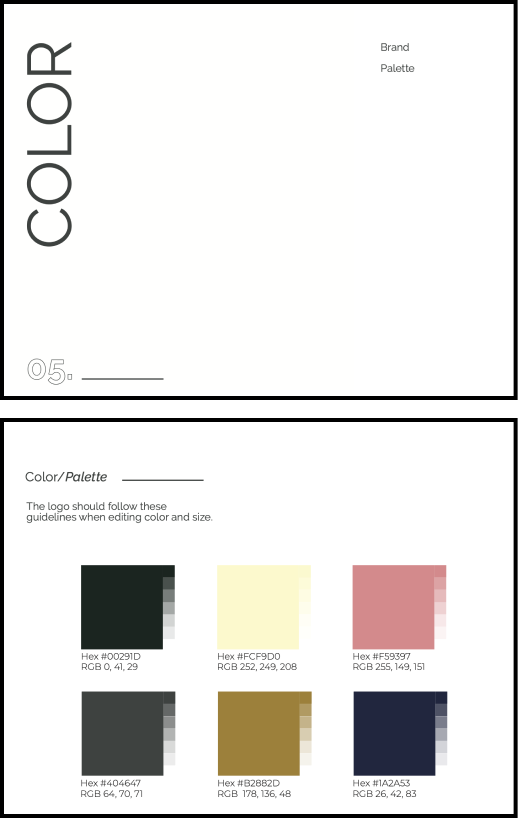 COLOR
Brand
Palette
05.
Color/Palette
The logo should follow these
guidelines when editing color and size.
Hex #00291D
RGB 0, 41, 29
Hex #FCF9D0
RGB 252, 249, 208
Hex #F59397
RGB 255, 149, 151
Hex #404647
RGB 64, 70, 71
Hex #B2882D
RGB  178, 136, 48
Hex #1A2A53
RGB 26, 42, 83